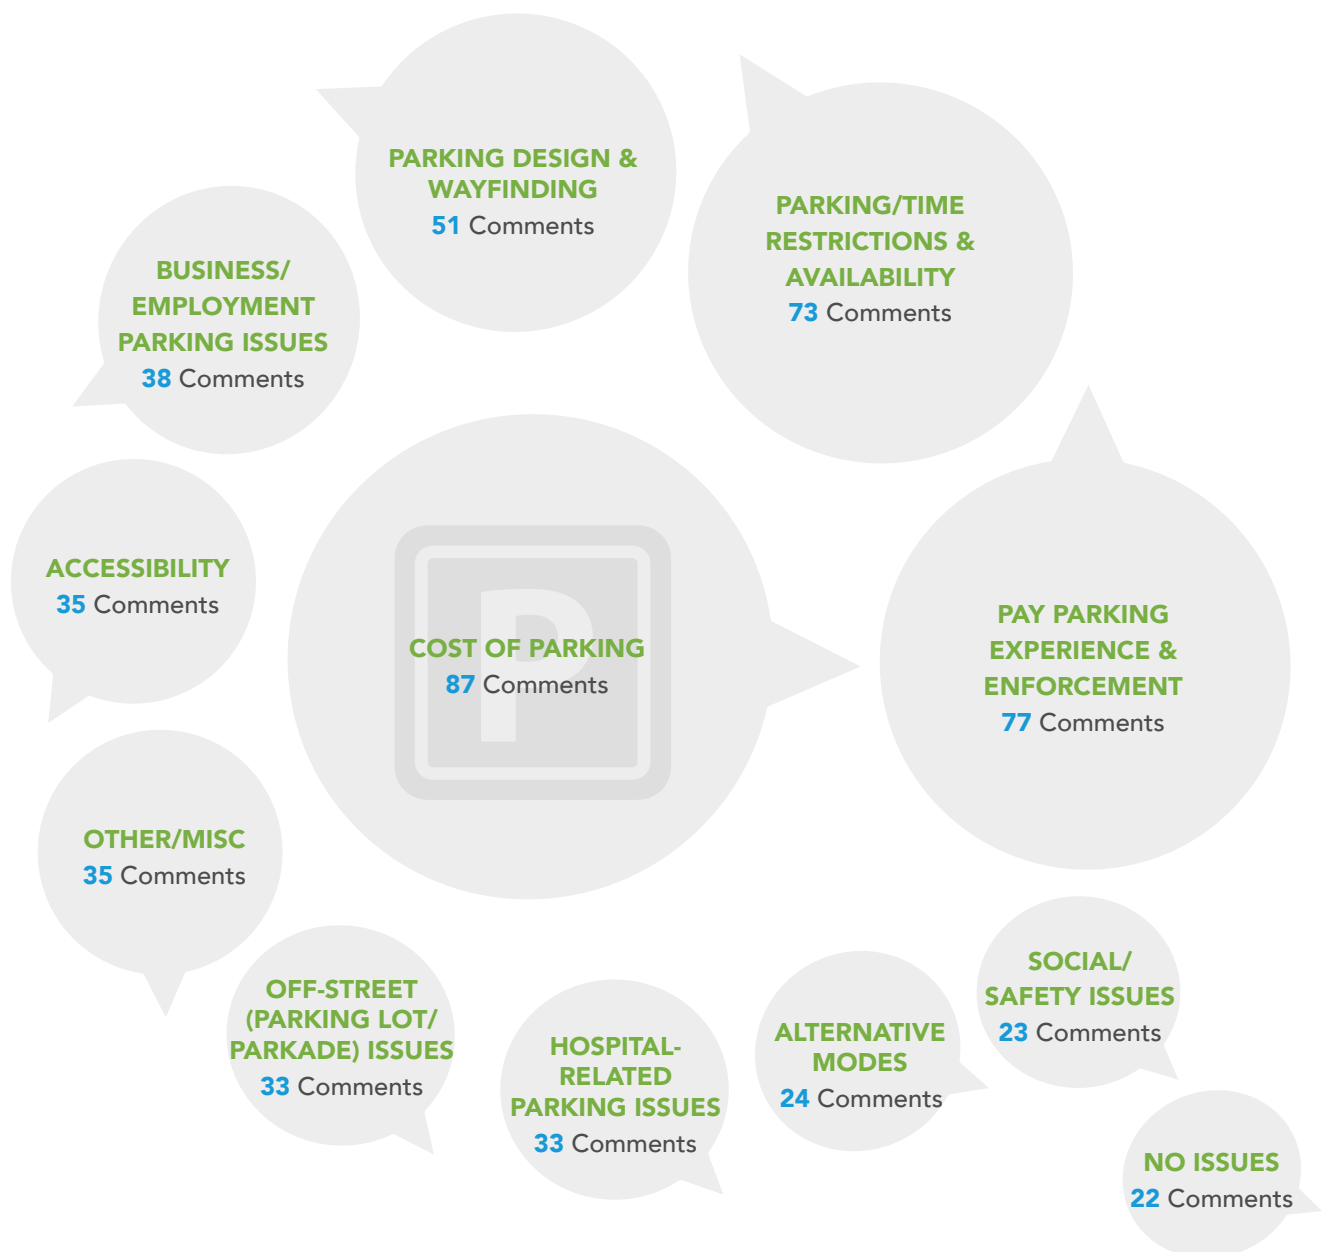 PARKING DESIGN &
WAYFINDING
51 Comments
PARKING/TIME
RESTRICTIONS &
AVAILABILITY
73 Comments
BUSINESS/
EMPLOYMENT
PARKING ISSUES
38 Comments
ACCESSIBILITY
35 Comments
P
COST OF PARKING
87 Comments
PAY PARKING
EXPERIENCE &
ENFORCEMENT
77 Comments
OTHER/MISC
35 Comments
OFF-STREET
(PARKING LOT/
PARKADE) ISSUES
33 Comments
HOSPITAL-
RELATED
PARKING ISSUES
33 Comments
ALTERNATIVE
MODES
24 Comments
SOCIAL/
SAFETY ISSUES
23 Comments
NO ISSUES
22 Comments